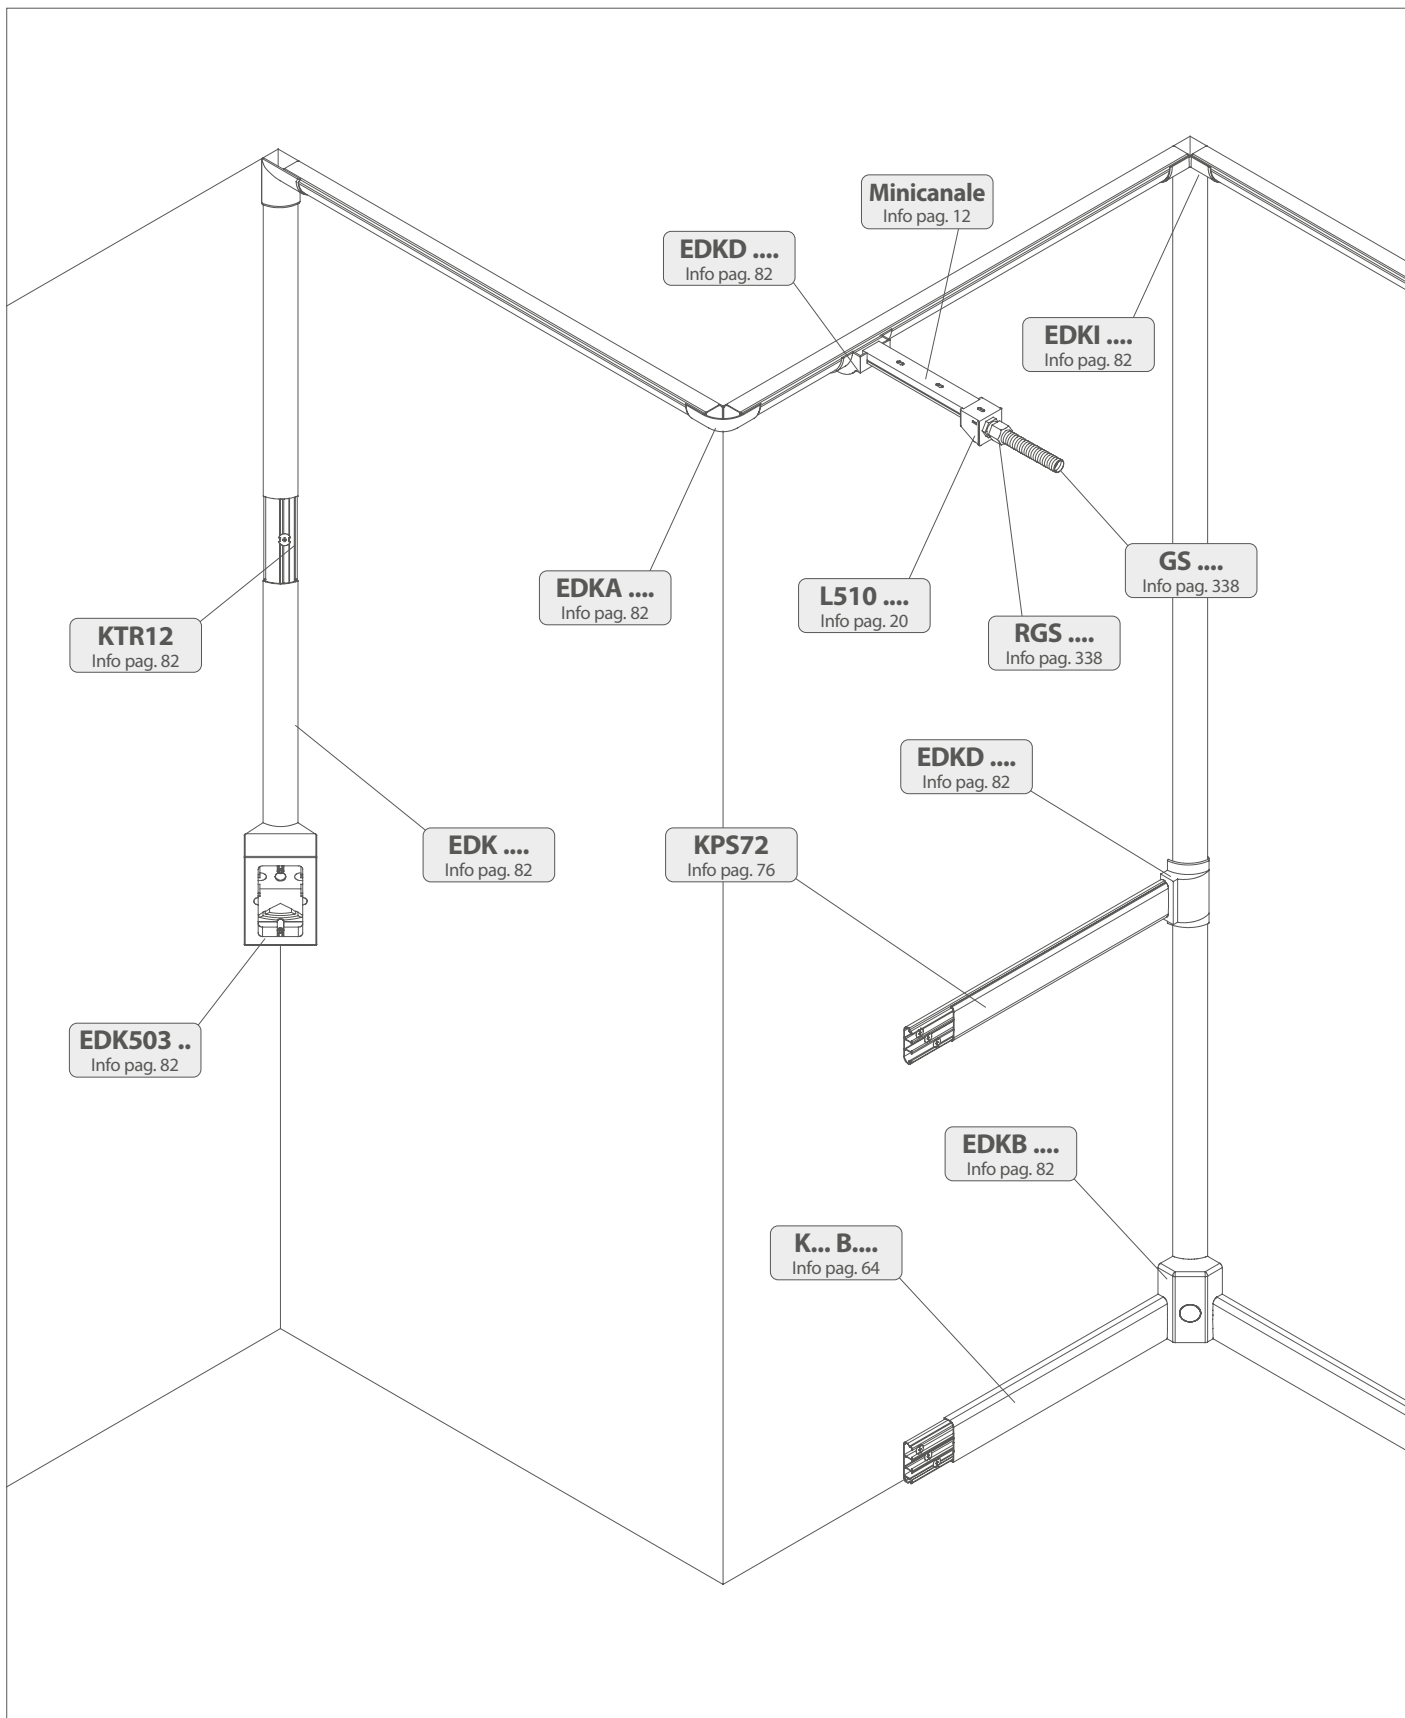 Minicanale
Info pag. 12
EDKD ....
Info pag. 82
EDKI ....
Info pag. 82
GS ....
Info pag. 338
EDKA ....
Info pag. 82
L510 ....
Info pag. 20
RGS ....
Info pag. 338
KTR12
Info pag. 82
EDKD ....
Info pag. 82
EDK ....
Info pag. 82
KPS72
Info pag. 76
EDK503 ..
Info pag. 82
EDKB ....
Info pag. 82
K... B....
Info pag. 64